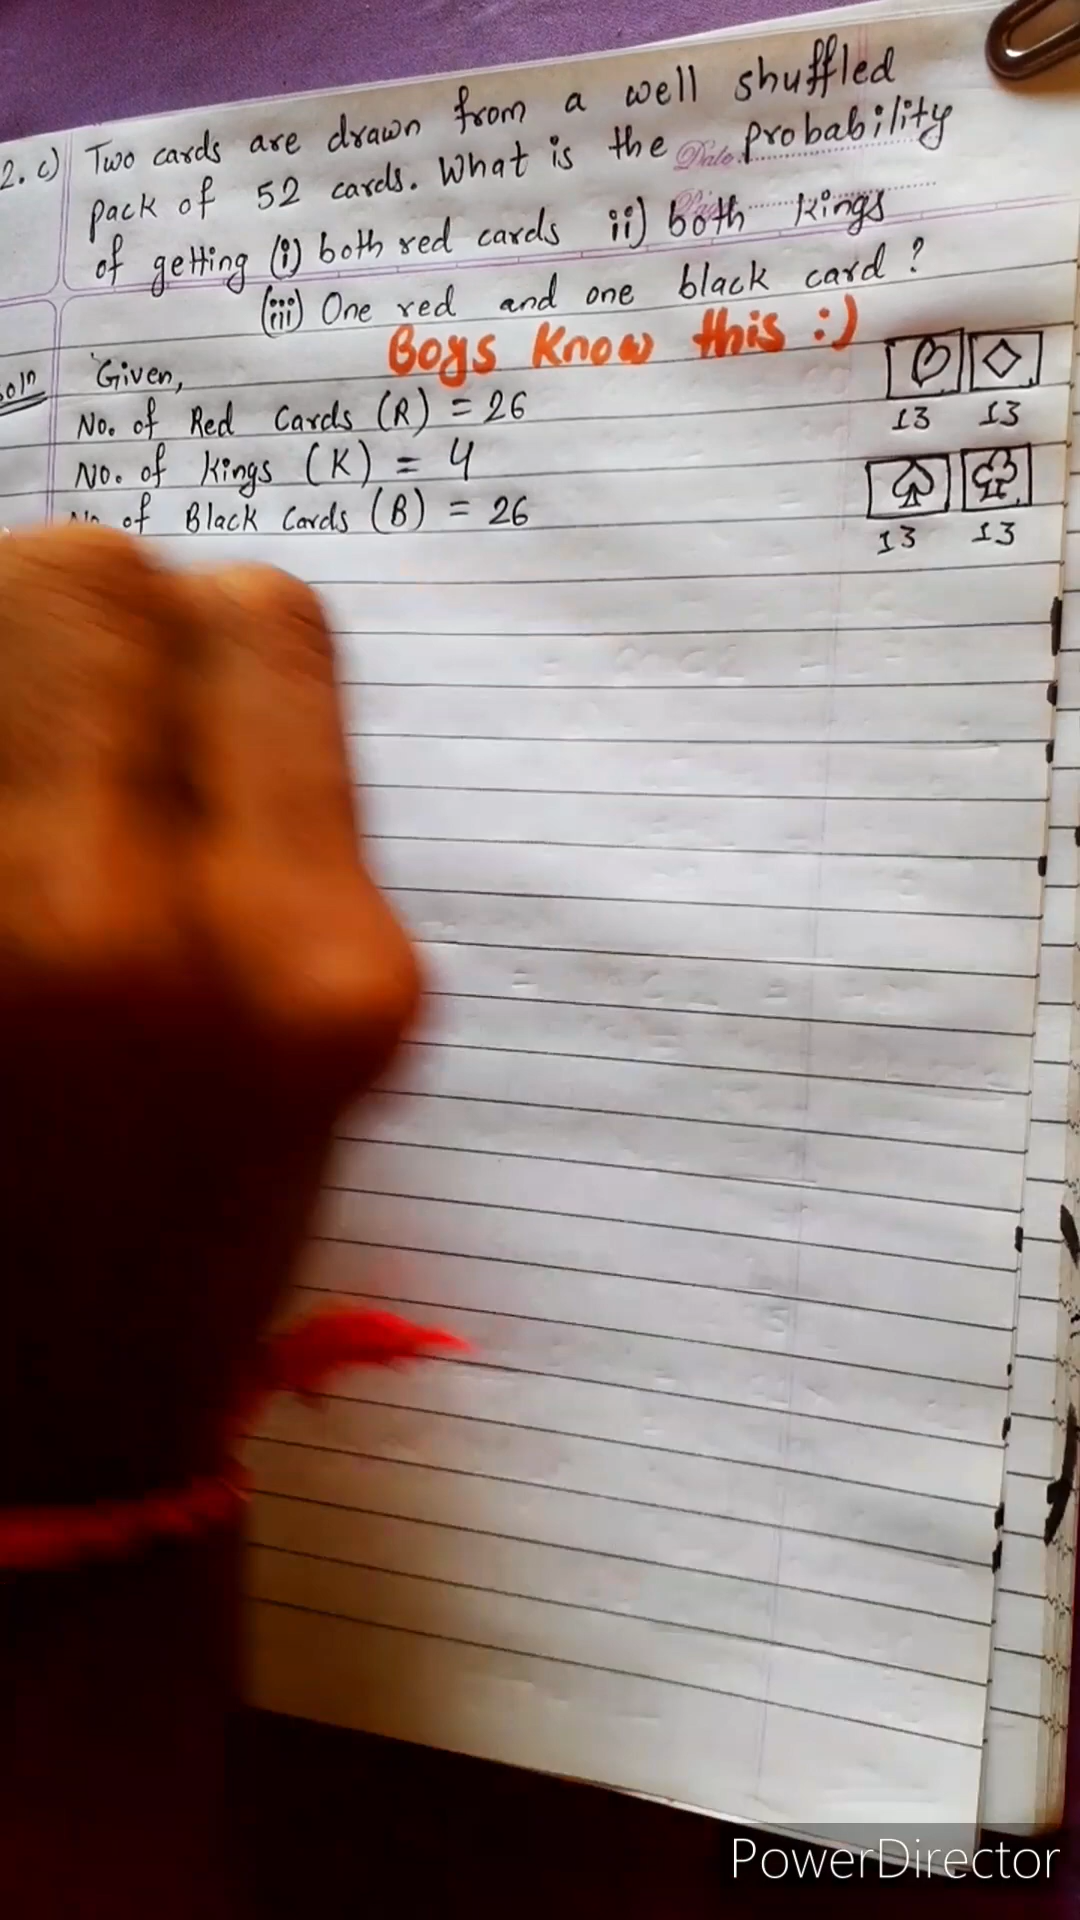 2. c) Two cards are drawn from a well shuffled
pack of 52 cards. What is the probability
of getting (i) both red cards ii) both kings
(iii) One red and one black card ?
Boys Know this :)
Given,
No. of Red Cards (R) = 26
No. of Kings (K) = 4
of Black Cards (B) = 26
13 13
13 13
PowerDirector